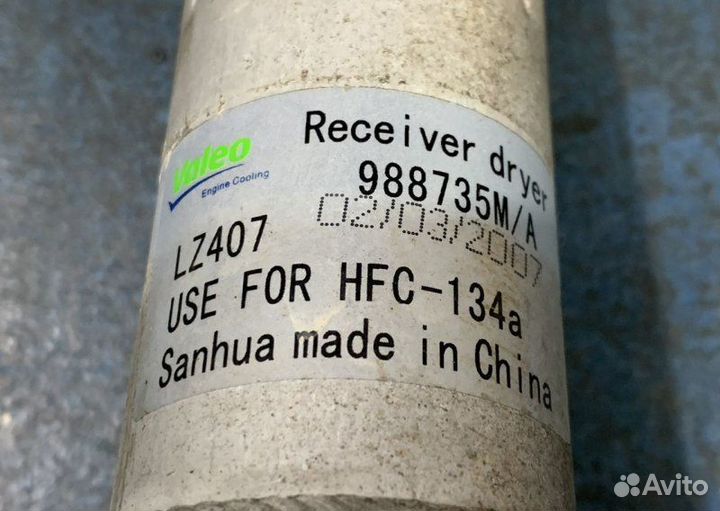 Valeo
Engine Cooling
Receiver dryer
988735M/A
02/03/2007
LZ407
USE FOR HFC-134a
Sanhua made in China
Avito